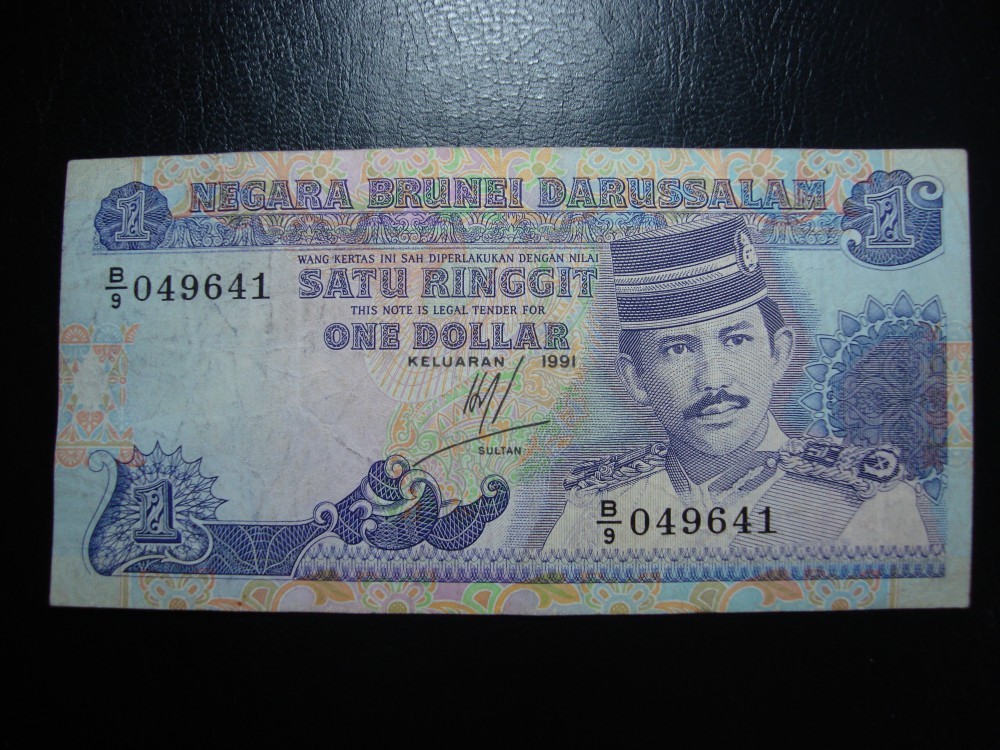 1 NEGARA BRUNEI DARUSSALAM 1
WANG KERTAS INI SAH DIPERLAKUKAN DENGAN NILAI
B/9 049641
SATU RINGGIT
THIS NOTE IS LEGAL TENDER FOR
ONE DOLLAR
KELUARAN 1991
SULTAN
1
B/9 049641